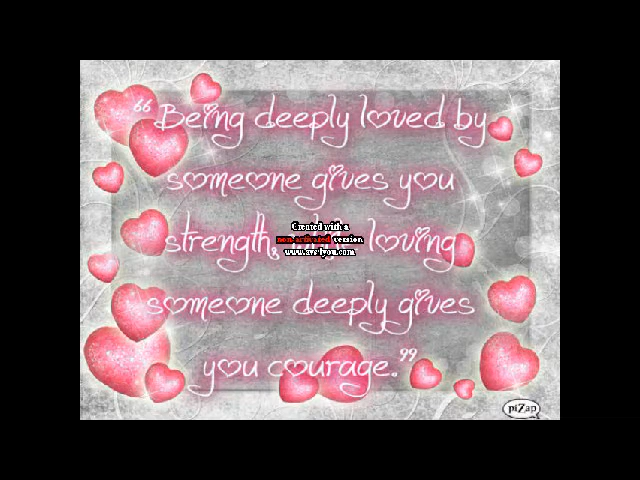 “Being deeply loved by
someone gives you
strength, while loving
someone deeply gives
you courage.”
Created with a
non-activated version
www.avs4you.com
piZap